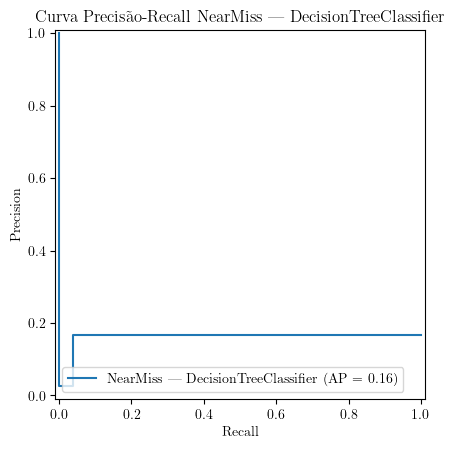 Curva Precisão-Recall NearMiss — DecisionTreeClassifier
1.0
0.8
0.6
0.4
0.2
0.0
Precision
NearMiss — DecisionTreeClassifier (AP = 0.16)
0.0 0.2 0.4 0.6 0.8 1.0
Recall